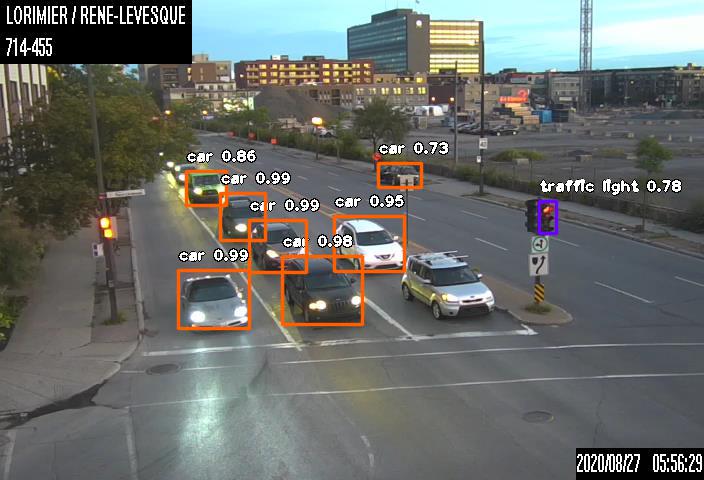 LORIMIER / RENE-LEVESQUE
714-455
car 0.86
car 0.73
car 0.99
traffic light 0.78
car 0.99
car 0.95
car 0.98
car 0.99
2020/08/27 05:56:29